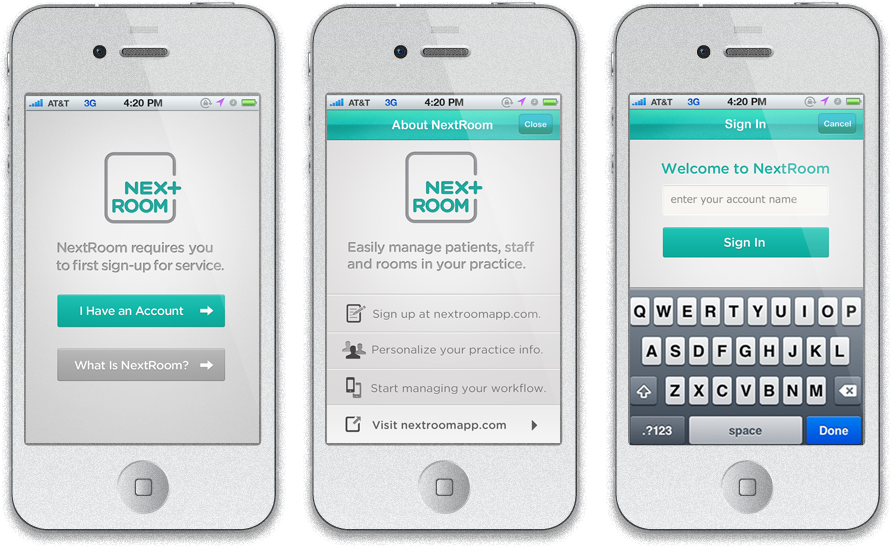 AT&T 3G 4:20 PM
NEXT
ROOM
NextRoom requires you
to first sign-up for service.
I Have an Account
What Is NextRoom?
AT&T 3G 4:20 PM
About NextRoom Close
NEXT
ROOM
Easily manage patients, staff
and rooms in your practice.
Sign up at nextroomapp.com.
Personalize your practice info.
Start managing your workflow.
Visit nextroomapp.com
AT&T 3G 4:20 PM
Sign In Cancel
Welcome to NextRoom
enter your account name
Sign In
Q W E R T Y U I O P
A S D F G H J K L
Z X C V B N M
.?123 space Done